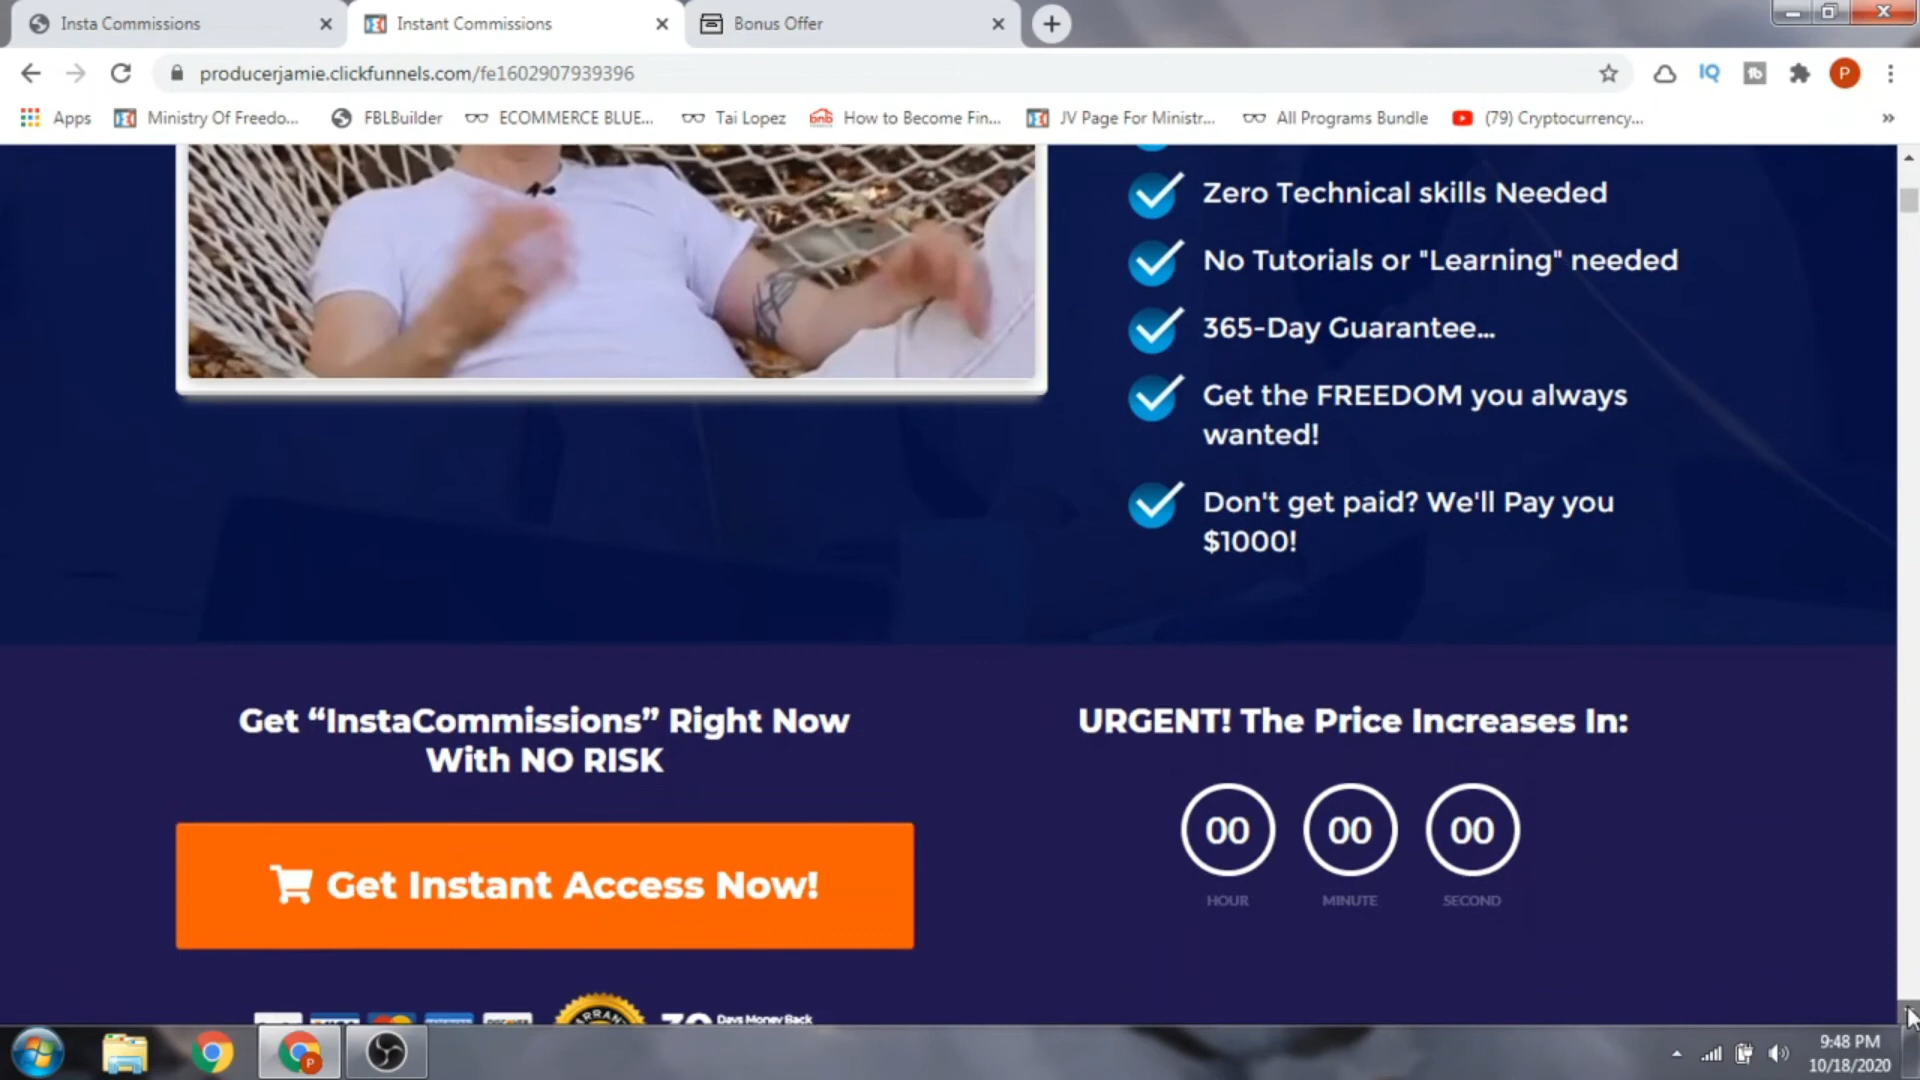 Insta Commissions
Instant Commissions
Bonus Offer
producerjamie.clickfunnels.com/fe1602907939396
Apps
Ministry Of Freedo...
FBLBuilder
ECOMMERCE BLUE...
Tai Lopez
How to Become Fin...
JV Page For Ministr...
All Programs Bundle
(79) Cryptocurrency...
Zero Technical skills Needed
No Tutorials or "Learning" needed
365-Day Guarantee...
Get the FREEDOM you always
wanted!
Don't get paid? We'll Pay you
$1000!
Get “InstaCommissions” Right Now
With NO RISK
Get Instant Access Now!
URGENT! The Price Increases In:
00 00 00
HOUR MINUTE SECOND
30 Days Money Back
9:48 PM
10/18/2020